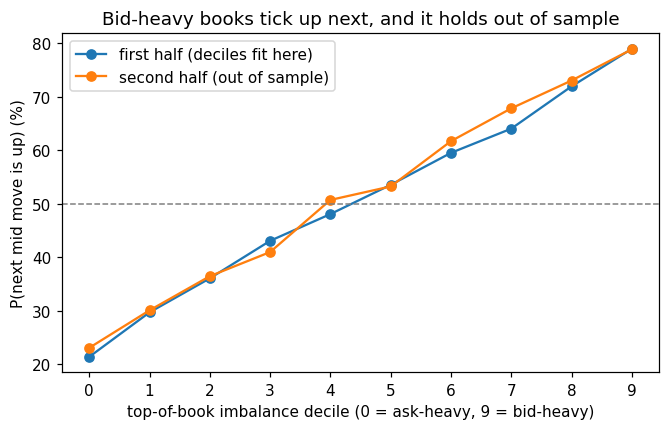 Bid-heavy books tick up next, and it holds out of sample
first half (deciles fit here)
second half (out of sample)
P(next mid move is up) (%)
80
70
60
50
40
30
20
0 1 2 3 4 5 6 7 8 9
top-of-book imbalance decile (0 = ask-heavy, 9 = bid-heavy)